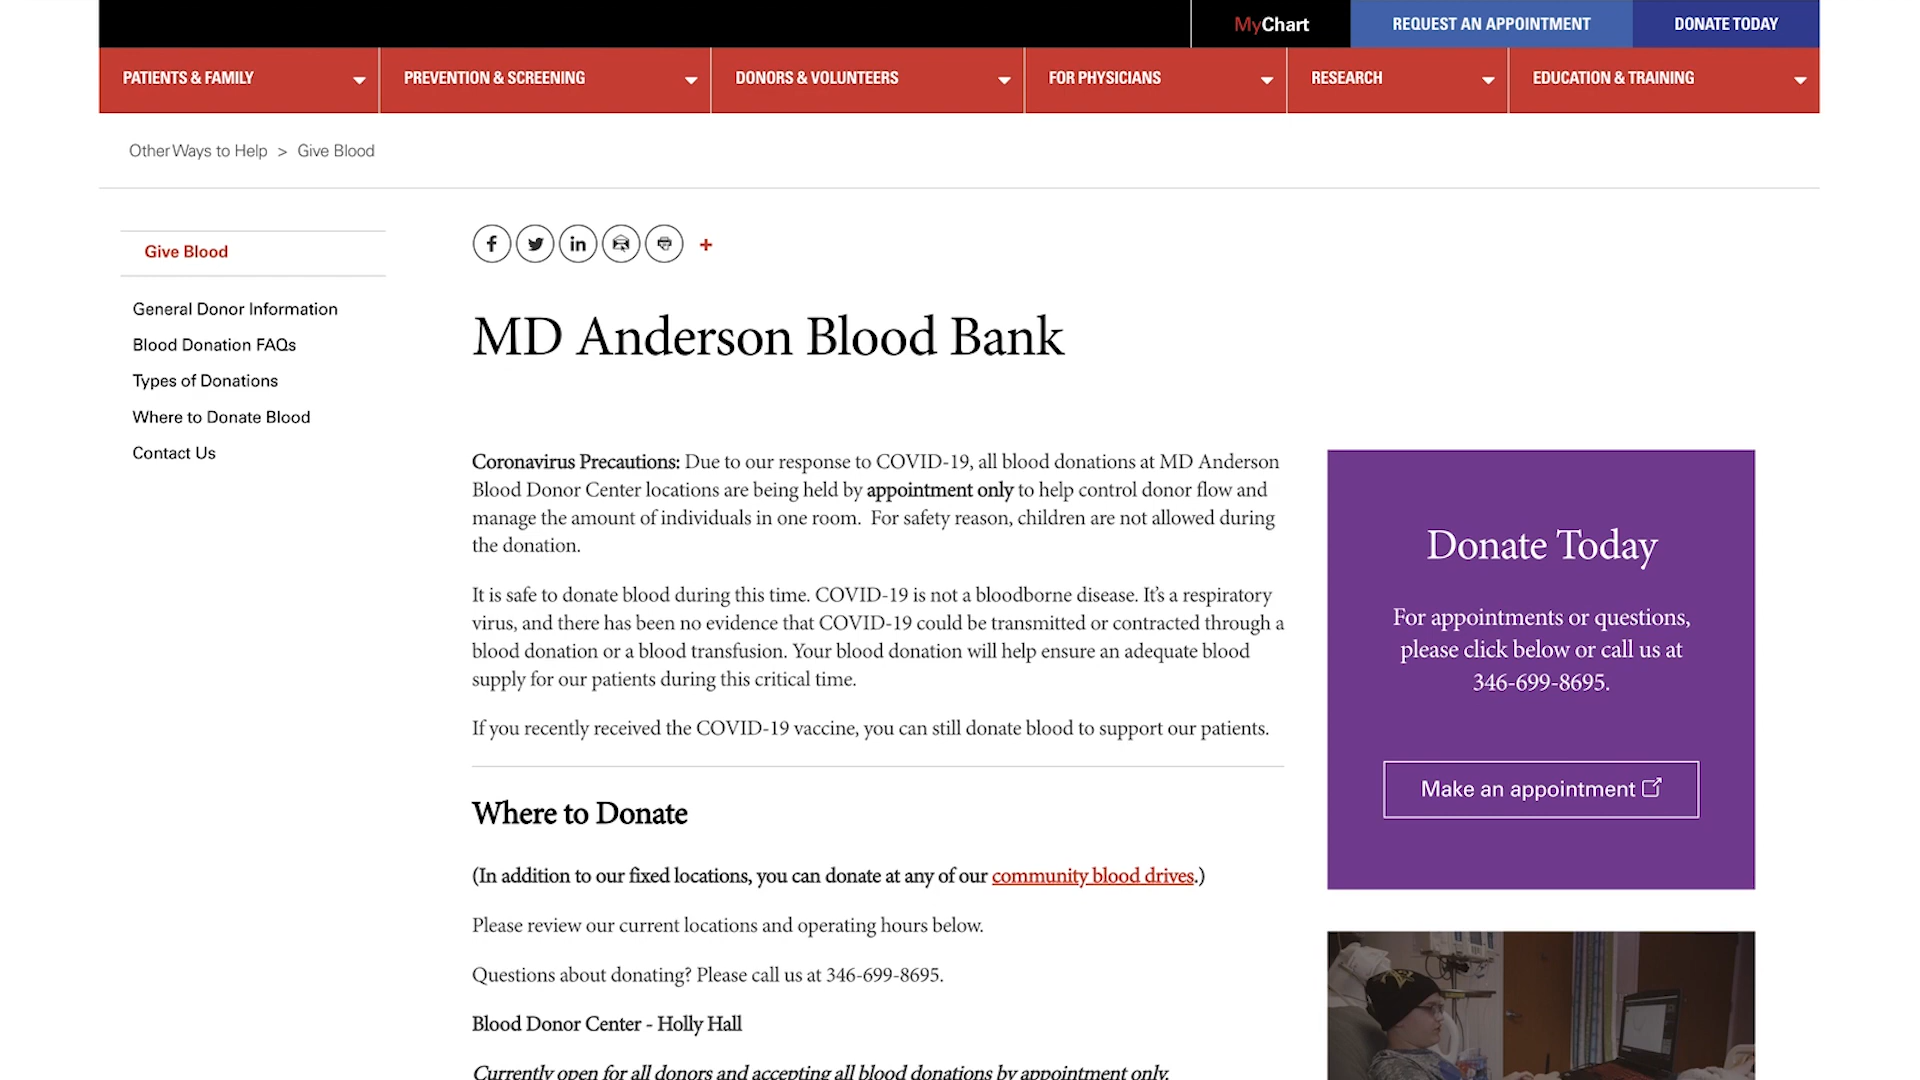 MyChart
REQUEST AN APPOINTMENT
DONATE TODAY
PATIENTS & FAMILY
PREVENTION & SCREENING
DONORS & VOLUNTEERS
FOR PHYSICIANS
RESEARCH
EDUCATION & TRAINING
Other Ways to Help > Give Blood
Give Blood
General Donor Information
Blood Donation FAQs
Types of Donations
Where to Donate Blood
Contact Us
MD Anderson Blood Bank
Coronavirus Precautions: Due to our response to COVID-19, all blood donations at MD Anderson
Blood Donor Center locations are being held by appointment only to help control donor flow and
manage the amount of individuals in one room. For safety reason, children are not allowed during
the donation.
It is safe to donate blood during this time. COVID-19 is not a bloodborne disease. It's a respiratory
virus, and there has been no evidence that COVID-19 could be transmitted or contracted through a
blood donation or a blood transfusion. Your blood donation will help ensure an adequate blood
supply for our patients during this critical time.
If you recently received the COVID-19 vaccine, you can still donate blood to support our patients.
Where to Donate
(In addition to our fixed locations, you can donate at any of our community blood drives.)
Please review our current locations and operating hours below.
Questions about donating? Please call us at 346-699-8695.
Blood Donor Center - Holly Hall
Currently open for all donors and accepting all blood donations by appointment only.
Donate Today
For appointments or questions,
please click below or call us at
346-699-8695.
Make an appointment